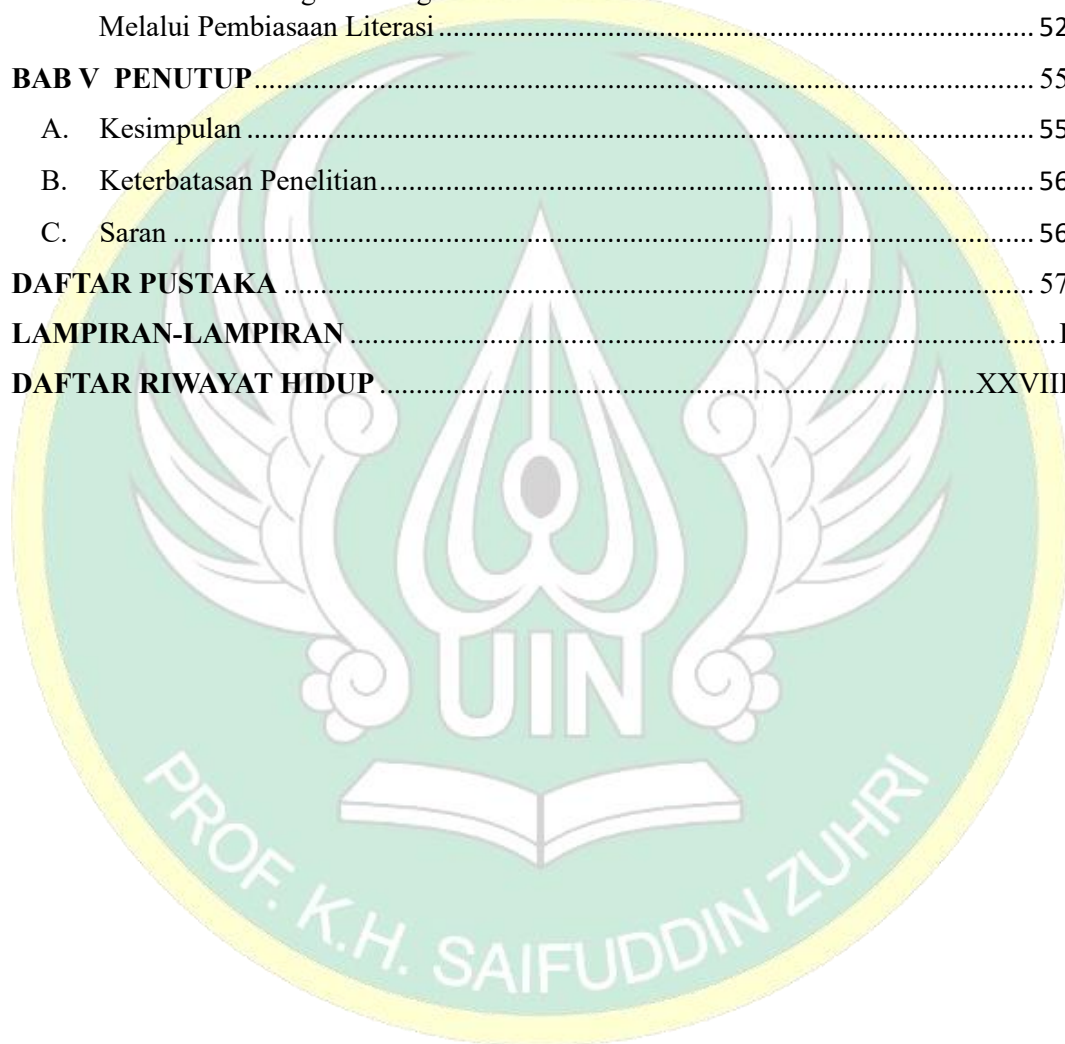 Melalui Pembiasaan Literasi ........ 52
BAB V PENUTUP ........ 55
A. Kesimpulan ........ 55
B. Keterbatasan Penelitian ........ 56
C. Saran ........ 56
DAFTAR PUSTAKA ........ 57
LAMPIRAN-LAMPIRAN ........ I
DAFTAR RIWAYAT HIDUP ........ XXVIII
UIN
PROF. K.H. SAIFUDDIN ZUHRI